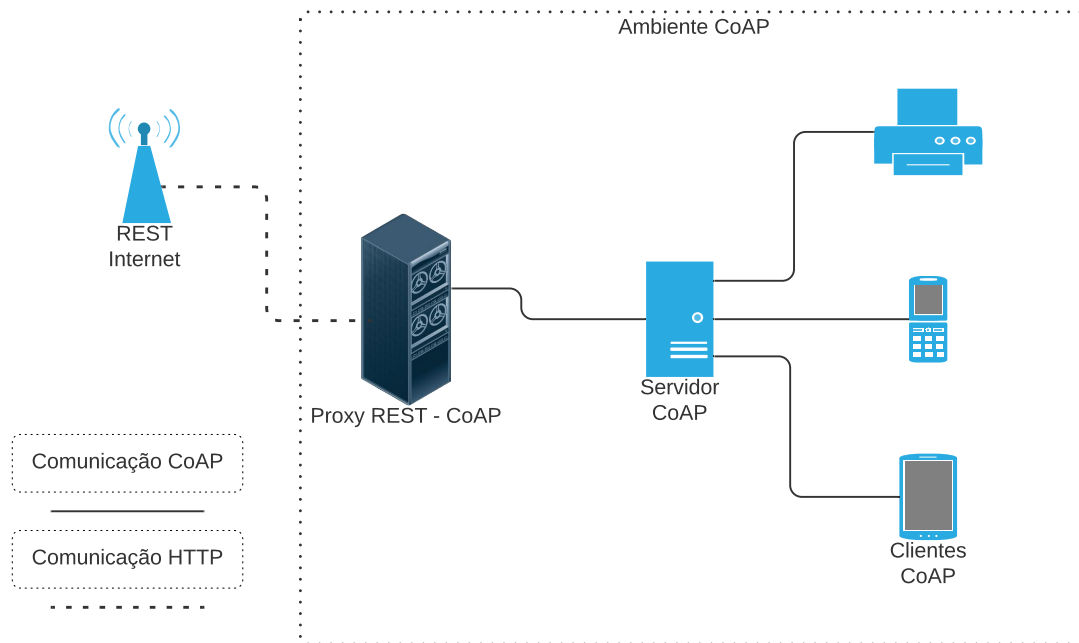 Ambiente CoAP
REST
Internet
Proxy REST - CoAP
Servidor
CoAP
Comunicação CoAP
Comunicação HTTP
Clientes
CoAP